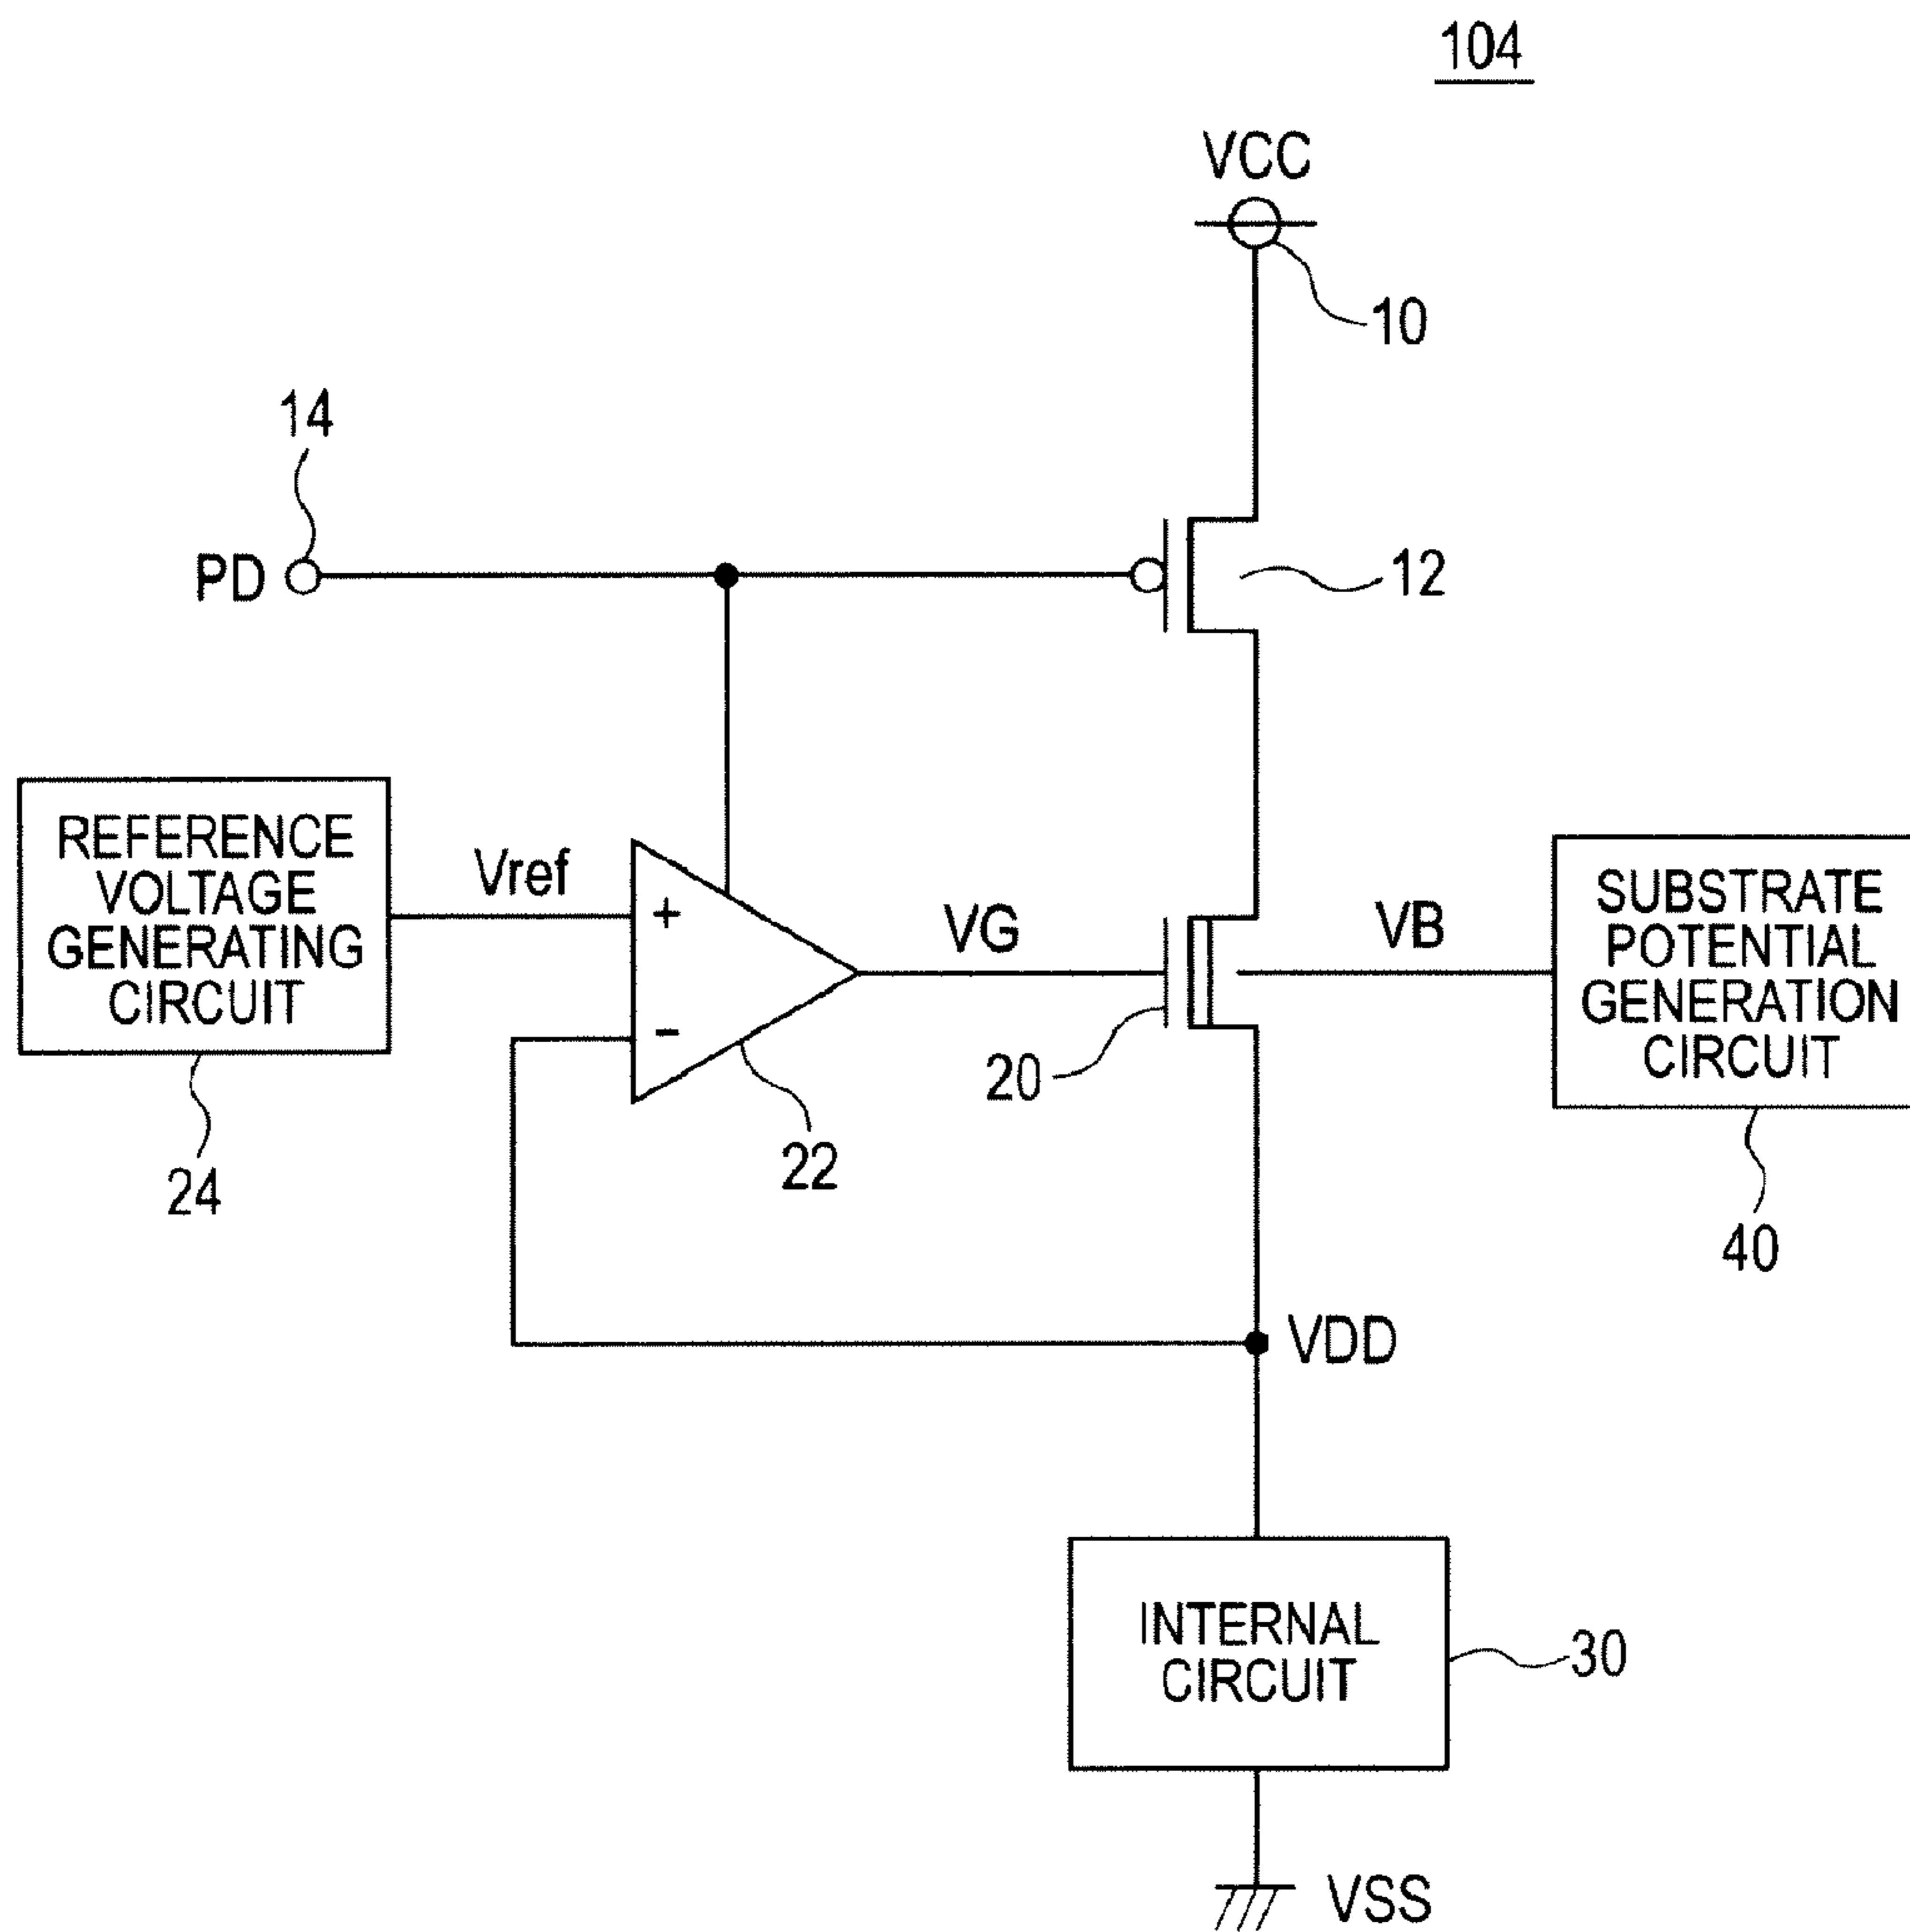 104
VCC
10
14
PD
12
REFERENCE
VOLTAGE
GENERATING
CIRCUIT
Vref
+
-
VG
VB
SUBSTRATE
POTENTIAL
GENERATION
CIRCUIT
20
22
24
40
VDD
INTERNAL
CIRCUIT
30
VSS